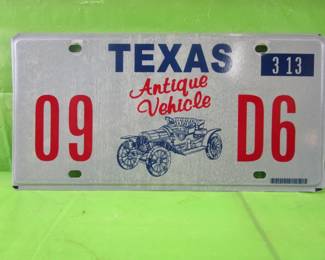 TEXAS
3 13
Antique
Vehicle
09 D6